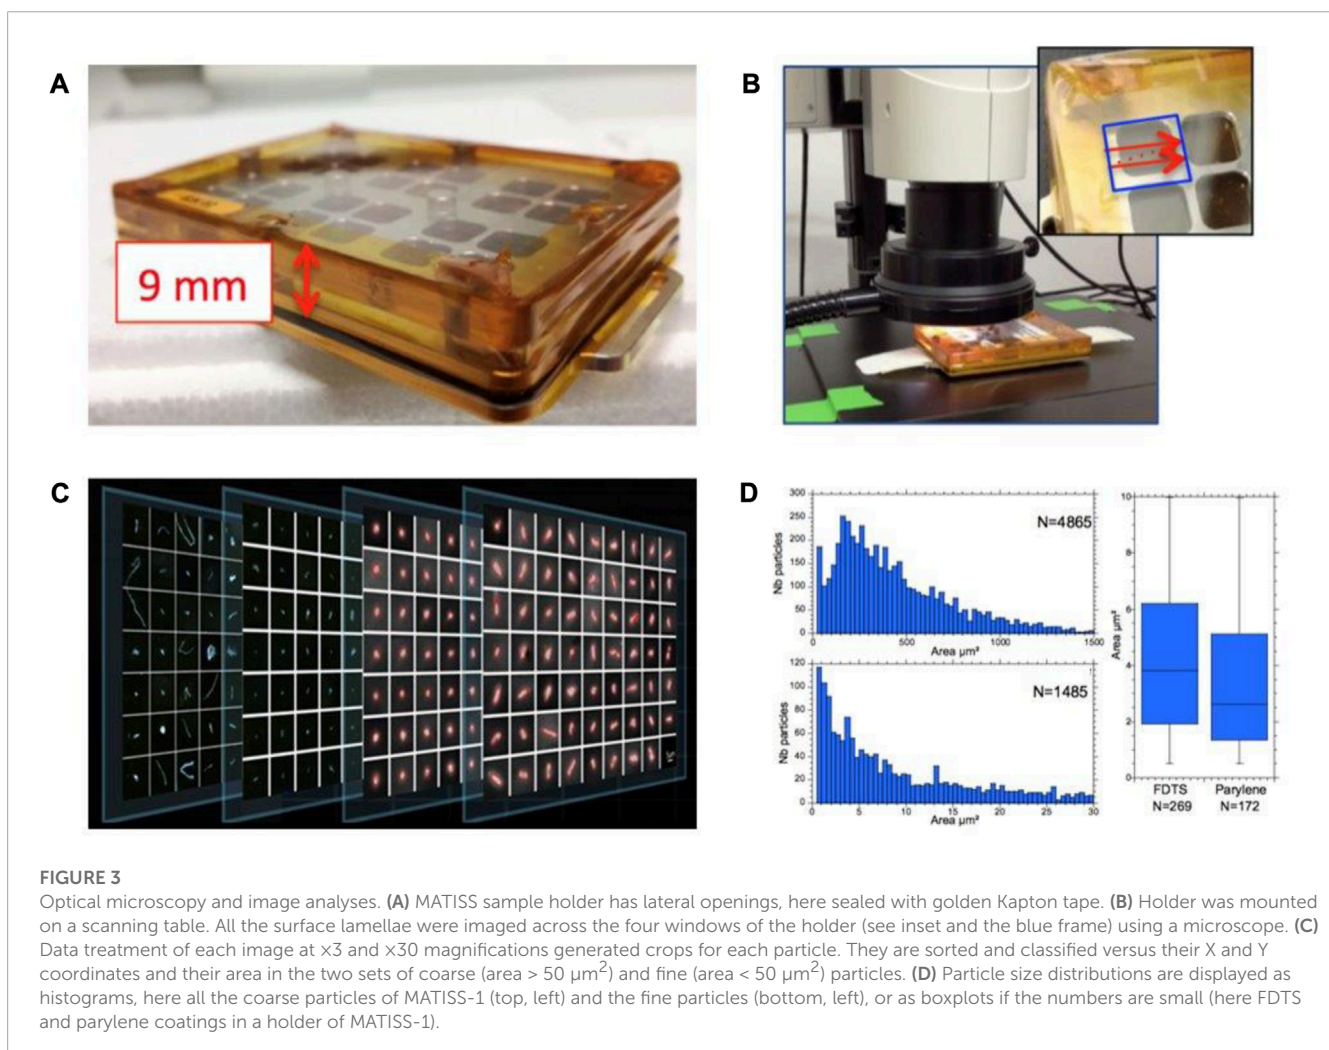 A
9 mm
B
C
D
300
250
200
150
100
50
0
Nb particles
N=4865
0
500
1000
1500
Area µm²
120
100
80
60
40
20
0
Nb particles
N=1485
0
5
10
15
20
25
30
Area µm²
10
8
6
4
2
0
Area µm²
FDTS
N=269
Parylene
N=172
FIGURE 3
Optical microscopy and image analyses. (A) MATISS sample holder has lateral openings, here sealed with golden Kapton tape. (B) Holder was mounted
on a scanning table. All the surface lamellae were imaged across the four windows of the holder (see inset and the blue frame) using a microscope. (C)
Data treatment of each image at ×3 and ×30 magnifications generated crops for each particle. They are sorted and classified versus their X and Y
coordinates and their area in the two sets of coarse (area > 50 µm²) and fine (area < 50 µm²) particles. (D) Particle size distributions are displayed as
histograms, here all the coarse particles of MATISS-1 (top, left) and the fine particles (bottom, left), or as boxplots if the numbers are small (here FDTS
and parylene coatings in a holder of MATISS-1).